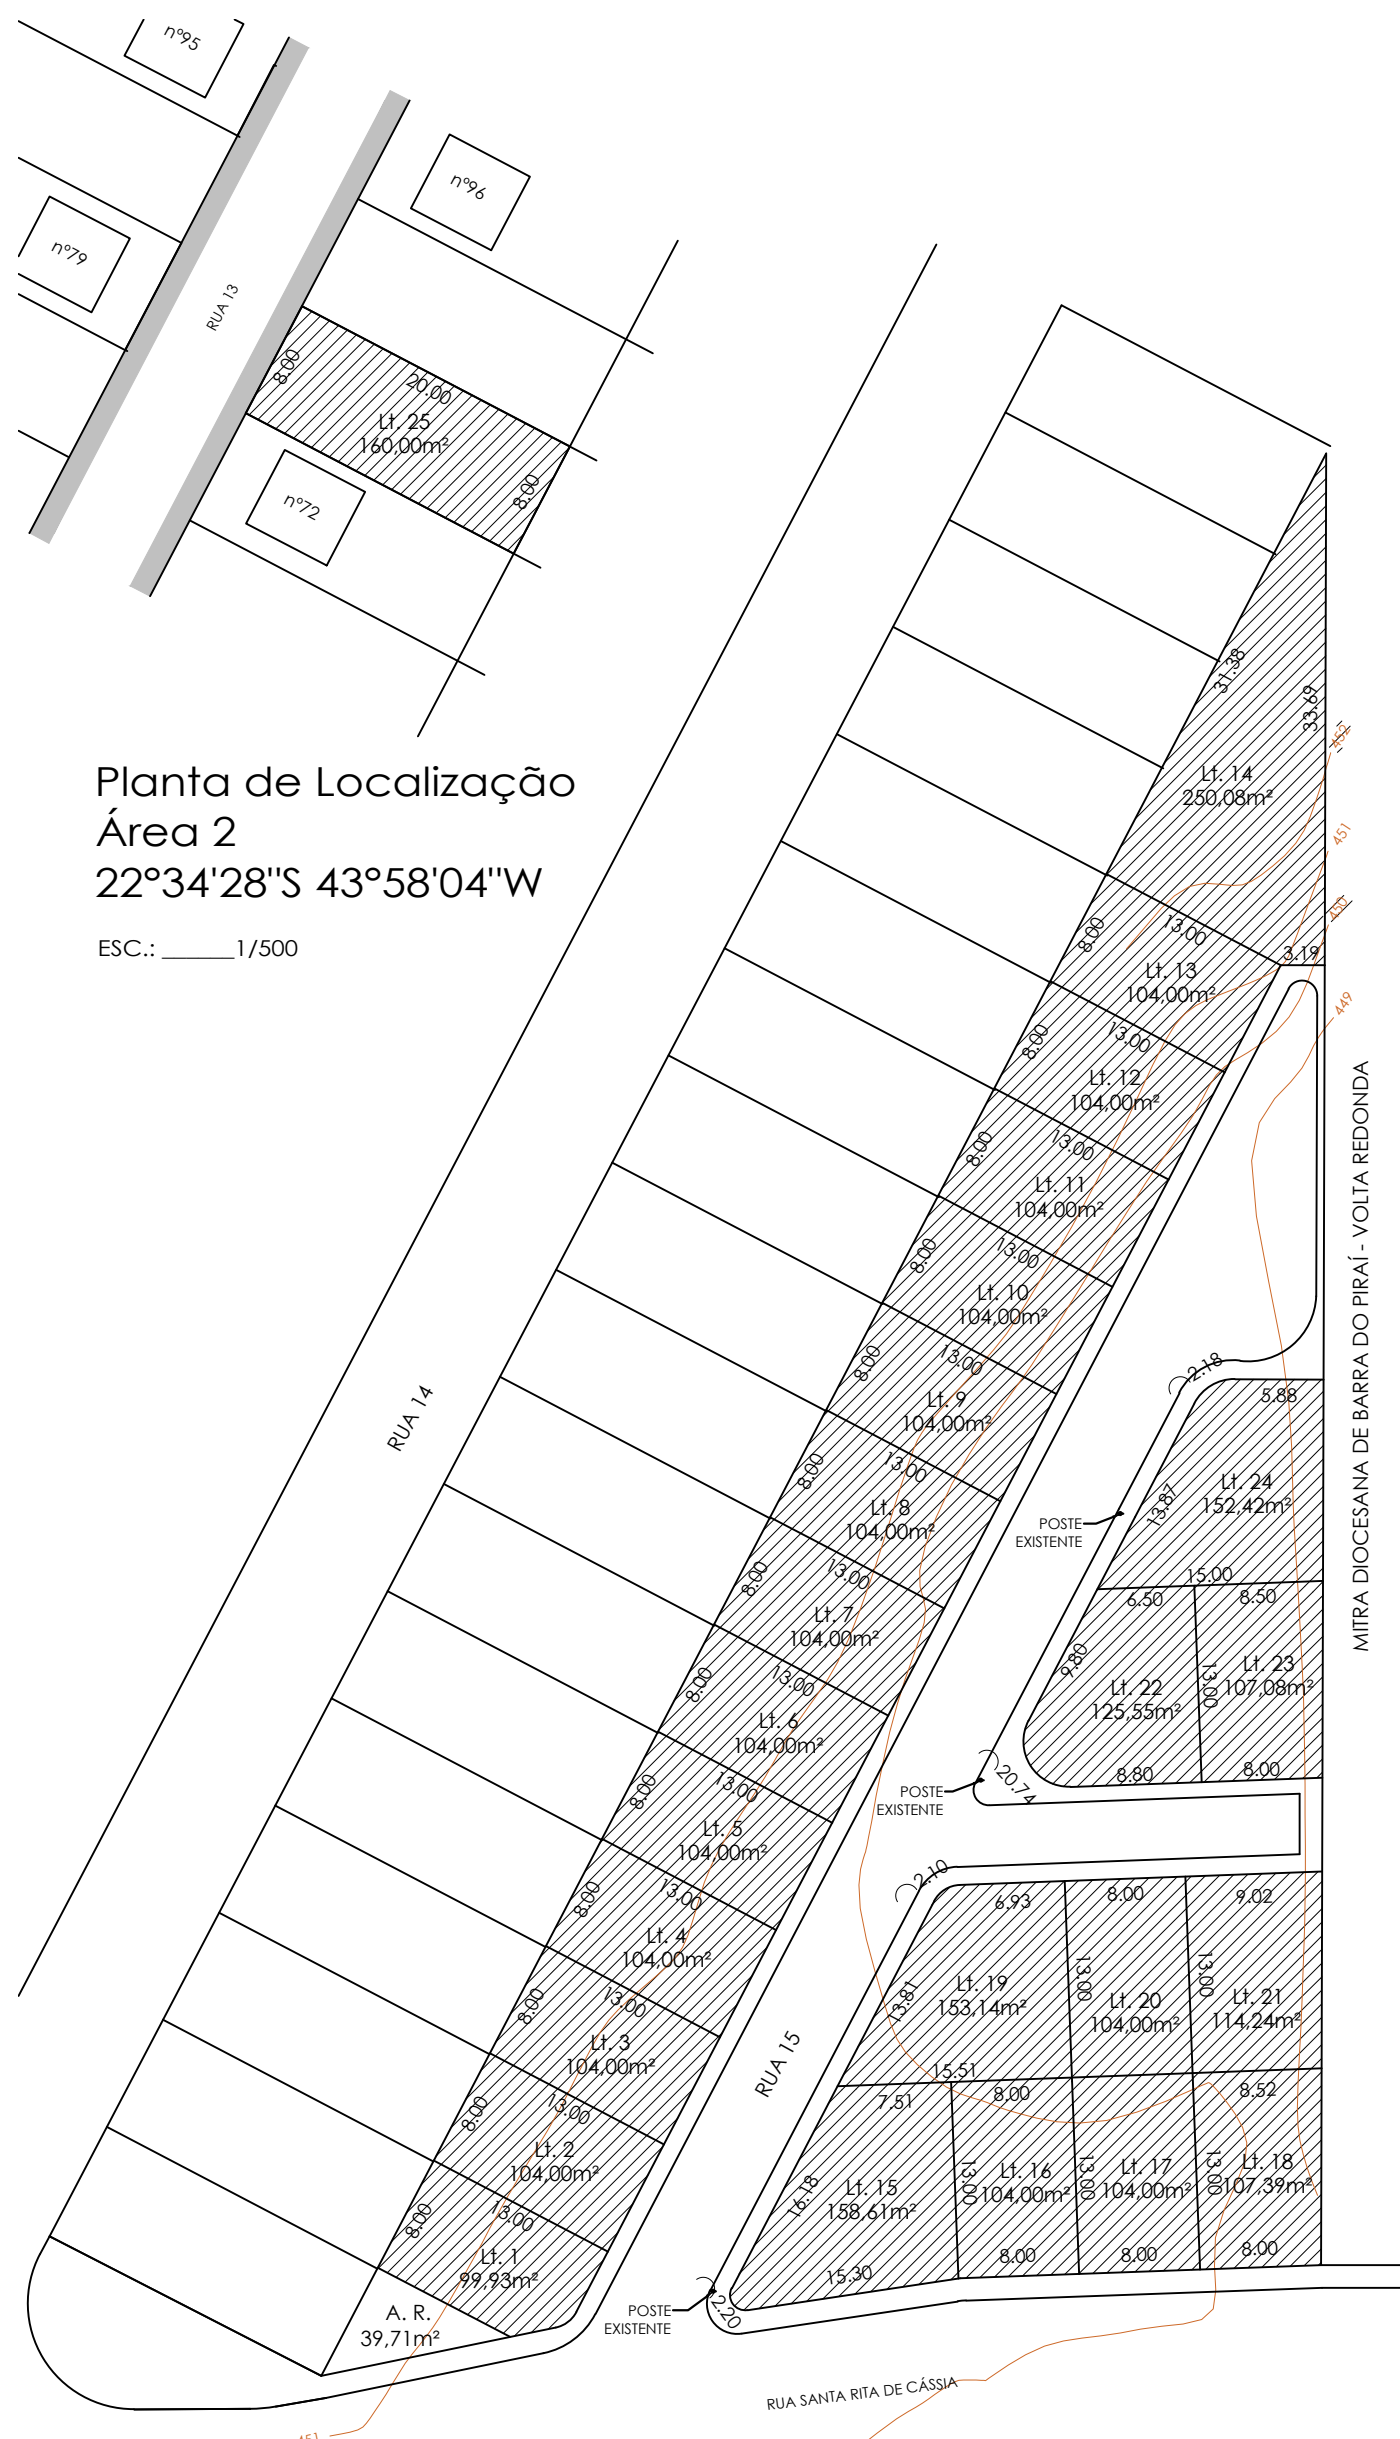 nº95
nº96
nº79
RUA 13
8.00
20.00
Lt. 25
160,00m²
8.00
nº72
Planta de Localização
Área 2
22°34'28"S 43°58'04"W
ESC.: ______1/500
31.38
33.69
452
Lt. 14
250,08m²
451
450
8.00
13.00
3.19
Lt. 13
104,00m²
449
8.00
13.00
Lt. 12
104,00m²
MITRA DIOCESANA DE BARRA DO PIRAÍ - VOLTA REDONDA
8.00
13.00
Lt. 11
104,00m²
8.00
13.00
Lt. 10
104,00m²
8.00
13.00
Lt. 9
104,00m²
RUA 14
8.00
13.00
Lt. 8
104,00m²
8.00
13.00
Lt. 7
104,00m²
8.00
13.00
Lt. 6
104,00m²
8.00
13.00
Lt. 5
104,00m²
8.00
13.00
Lt. 4
104,00m²
8.00
13.00
Lt. 3
104,00m²
8.00
13.00
Lt. 2
104,00m²
8.00
13.00
Lt. 1
99,93m²
A. R.
39,71m²
451
RUA 15
2.18
5.88
Lt. 24
152,42m²
13.87
POSTE
EXISTENTE
15.00
6.50
8.50
9.80
13.00
Lt. 23
107,08m²
Lt. 22
125,55m²
8.80
8.00
20.74
POSTE
EXISTENTE
2.10
6.93
8.00
9.02
13.81
Lt. 19
153,14m²
13.00
Lt. 20
104,00m²
13.00
Lt. 21
114,24m²
15.51
7.51
8.00
8.52
16.18
Lt. 15
158,61m²
13.00
Lt. 16
104,00m²
13.00
Lt. 17
104,00m²
13.00
Lt. 18
107,39m²
15.30
8.00
8.00
8.00
POSTE
EXISTENTE
RUA SANTA RITA DE CÁSSIA